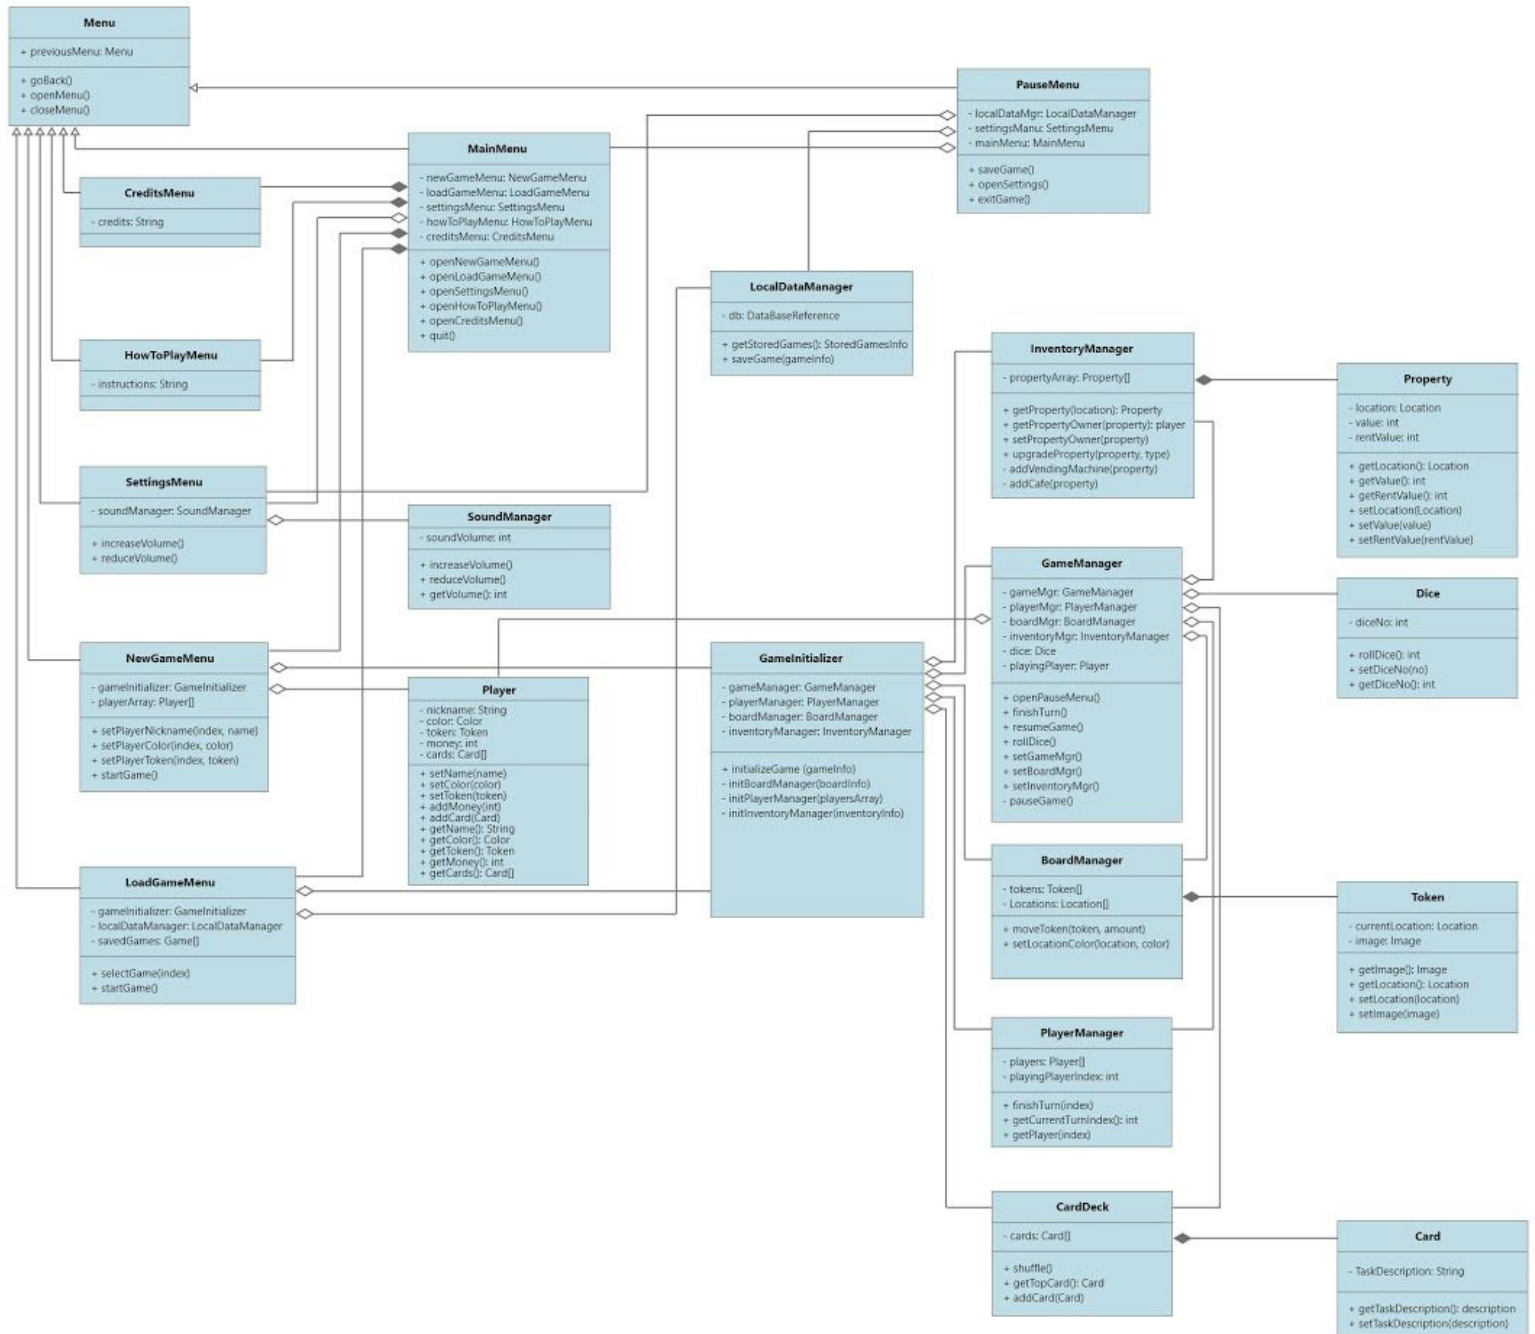 Menu
+ previousMenu: Menu
+ goBack()
+ openMenu()
+ closeMenu()
PauseMenu
- localDataMgr: LocalDataManager
- settingsManu: SettingsMenu
- mainMenu: MainMenu
+ saveGame()
+ openSettings()
+ exitGame()
MainMenu
- newGameMenu: NewGameMenu
- loadGameMenu: LoadGameMenu
- settingsMenu: SettingsMenu
- howToPlayMenu: HowToPlayMenu
- creditsMenu: CreditsMenu
+ openNewGameMenu()
+ openLoadGameMenu()
+ openSettingsMenu()
+ openHowToPlayMenu()
+ openCreditsMenu()
+ quit()
CreditsMenu
- credits: String
LocalDataManager
- db: DataBaseReference
+ getStoredGames(): StoredGamesInfo
+ saveGame(gameInfo)
HowToPlayMenu
- instructions: String
InventoryManager
- propertyArray: Property[]
+ getProperty(location): Property
+ getPropertyOwner(property): player
+ setPropertyOwner(property)
+ upgradeProperty(property, type)
- addVendingMachine(property)
- addCafe(property)
Property
- location: Location
- value: int
- rentValue: int
+ getLocation(): Location
+ getValue(): int
+ getRentValue(): int
+ setLocation(Location)
+ setValue(value)
+ setRentValue(rentValue)
SettingsMenu
- soundManager: SoundManager
+ increaseVolume()
+ reduceVolume()
SoundManager
- soundVolume: int
+ increaseVolume()
+ reduceVolume()
+ getVolume(): int
GameManager
- gameMgr: GameManager
- playerMgr: PlayerManager
- boardMgr: BoardManager
- inventoryMgr: InventoryManager
- dice: Dice
- playingPlayer: Player
+ openPauseMenu()
+ finishTurn()
+ resumeGame()
+ rollDice()
+ setGameMgr()
+ setBoardMgr()
+ setInventoryMgr()
- pauseGame()
Dice
- diceNo: int
+ rollDice(): int
+ setDiceNo(no)
+ getDiceNo(): int
NewGameMenu
- gameInitializer: GameInitializer
- playerArray: Player[]
+ setPlayerNickname(index, name)
+ setPlayerColor(index, color)
+ setPlayerToken(index, token)
+ startGame()
Player
- nickname: String
- color: Color
- token: Token
- money: int
- cards: Card[]
+ setName(name)
+ setColor(color)
+ setToken(token)
+ addMoney(int)
+ addCard(Card)
+ getName(): String
+ getColor(): Color
+ getToken(): Token
+ getMoney(): int
+ getCards(): Card[]
GameInitializer
- gameManager: GameManager
- playerManager: PlayerManager
- boardManager: BoardManager
- inventoryManager: InventoryManager
+ initializeGame (gameInfo)
- initBoardManager(boardInfo)
- initPlayerManager(playersArray)
- initInventoryManager(inventoryInfo)
LoadGameMenu
- gameInitializer: GameInitializer
- localDataManager: LocalDataManager
- savedGames: Game[]
+ selectGame(index)
+ startGame()
BoardManager
- tokens: Token[]
- Locations: Location[]
+ moveToken(token, amount)
+ setLocationColor(location, color)
Token
- currentLocation: Location
- image: Image
+ getImage(): Image
+ getLocation(): Location
+ setLocation(location)
+ setImage(image)
PlayerManager
- players: Player[]
- playingPlayerIndex: int
+ finishTurn(index)
+ getCurrentTurnIndex(): int
+ getPlayer(index)
CardDeck
- cards: Card[]
+ shuffle()
+ getTopCard(): Card
+ addCard(Card)
Card
- TaskDescription: String
+ getTaskDescription(): description
+ setTaskDescription(description)